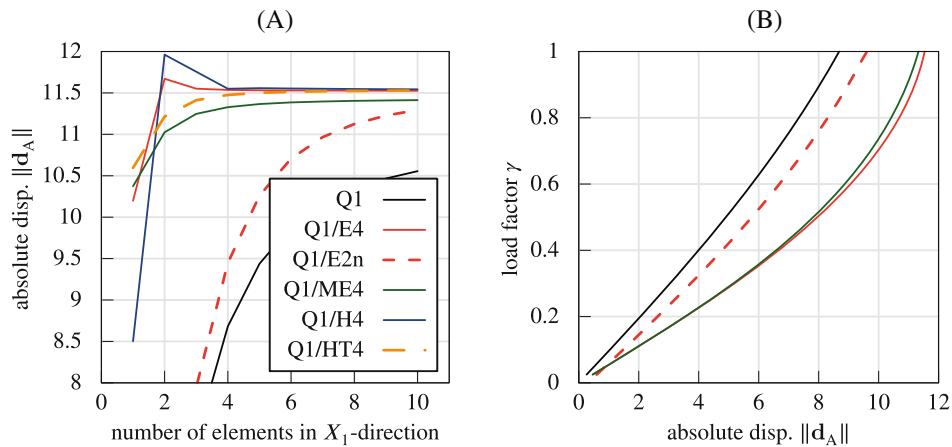 (A)
12
11.5
11
10.5
10
9.5
9
8.5
8
0 2 4 6 8 10
absolute disp. ‖d_A‖
number of elements in X₁-direction
Q1
Q1/E4
Q1/E2n
Q1/ME4
Q1/H4
Q1/HT4
(B)
1
0.8
0.6
0.4
0.2
0
0 2 4 6 8 10 12
load factor γ
absolute disp. ‖d_A‖